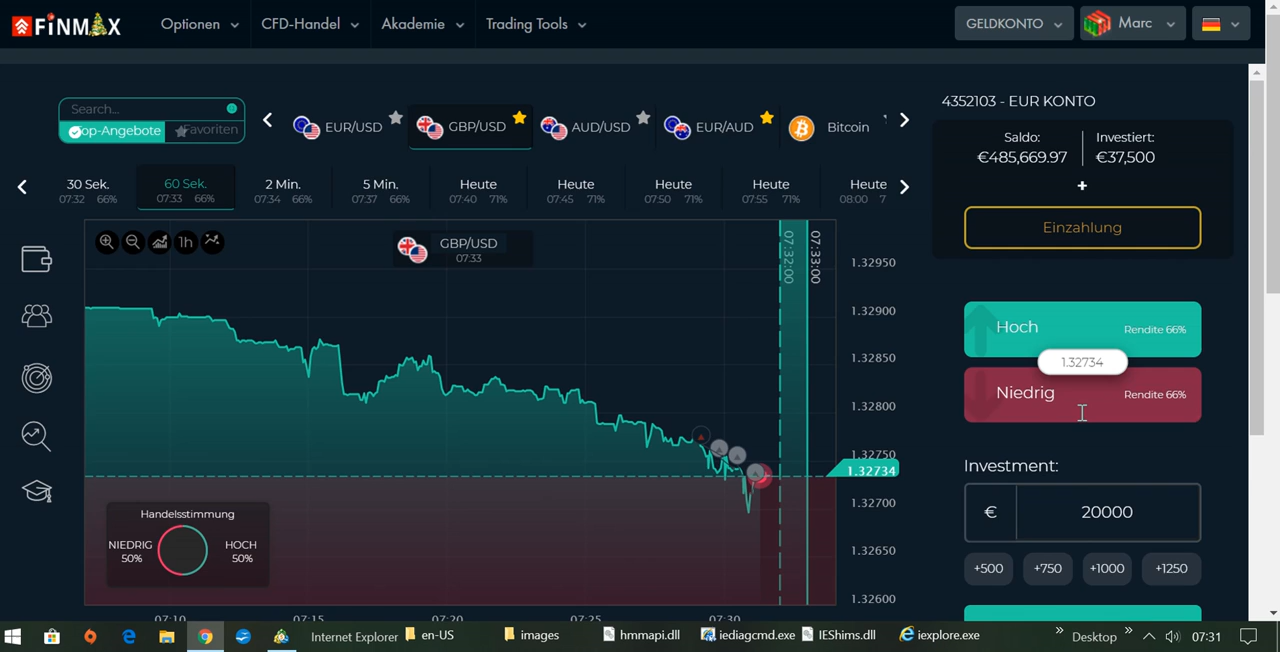 FiNMAX
Optionen
CFD-Handel
Akademie
Trading Tools
GELDKONTO
Marc
Search...
op-Angebote
Favoriten
EUR/USD
GBP/USD
AUD/USD
EUR/AUD
Bitcoin
30 Sek.
07:32 66%
60 Sek.
07:33 66%
2 Min.
07:34 66%
5 Min.
07:37 66%
Heute
07:40 71%
Heute
07:45 71%
Heute
07:50 71%
Heute
07:55 71%
Heute
08:00 7
4352103 - EUR KONTO
Saldo:
€485,669.97
Investiert:
€37,500
+
Einzahlung
1h
GBP/USD
07:33
07:32:00
07:33:00
1.32950
1.32900
1.32850
1.32800
1.32750
1.32734
1.32700
1.32650
1.32600
Handelsstimmung
NIEDRIG
50%
HOCH
50%
07:10
07:15
07:20
07:25
07:30
Hoch
Rendite 66%
1.32734
Niedrig
Rendite 66%
Investment:
€
20000
+500
+750
+1000
+1250
Internet Explorer
en-US
images
hmmapi.dll
iediagcmd.exe
IEShims.dll
iexplore.exe
Desktop
07:31